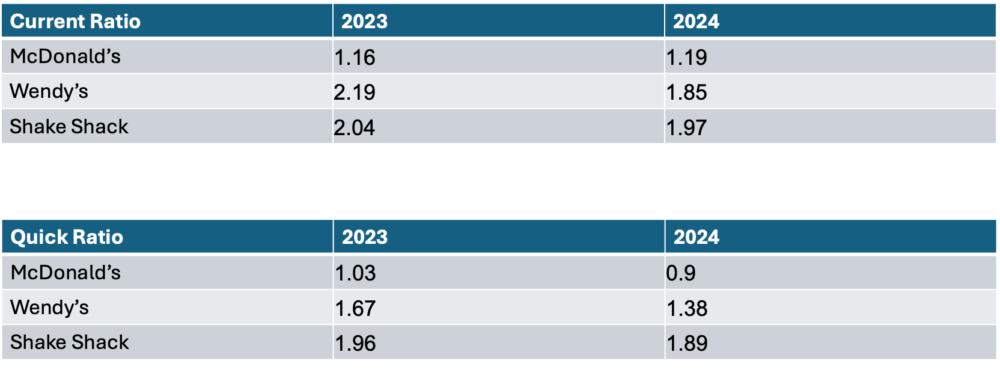 Current Ratio 2023 2024
McDonald’s 1.16 1.19
Wendy’s 2.19 1.85
Shake Shack 2.04 1.97
Quick Ratio 2023 2024
McDonald’s 1.03 0.9
Wendy’s 1.67 1.38
Shake Shack 1.96 1.89